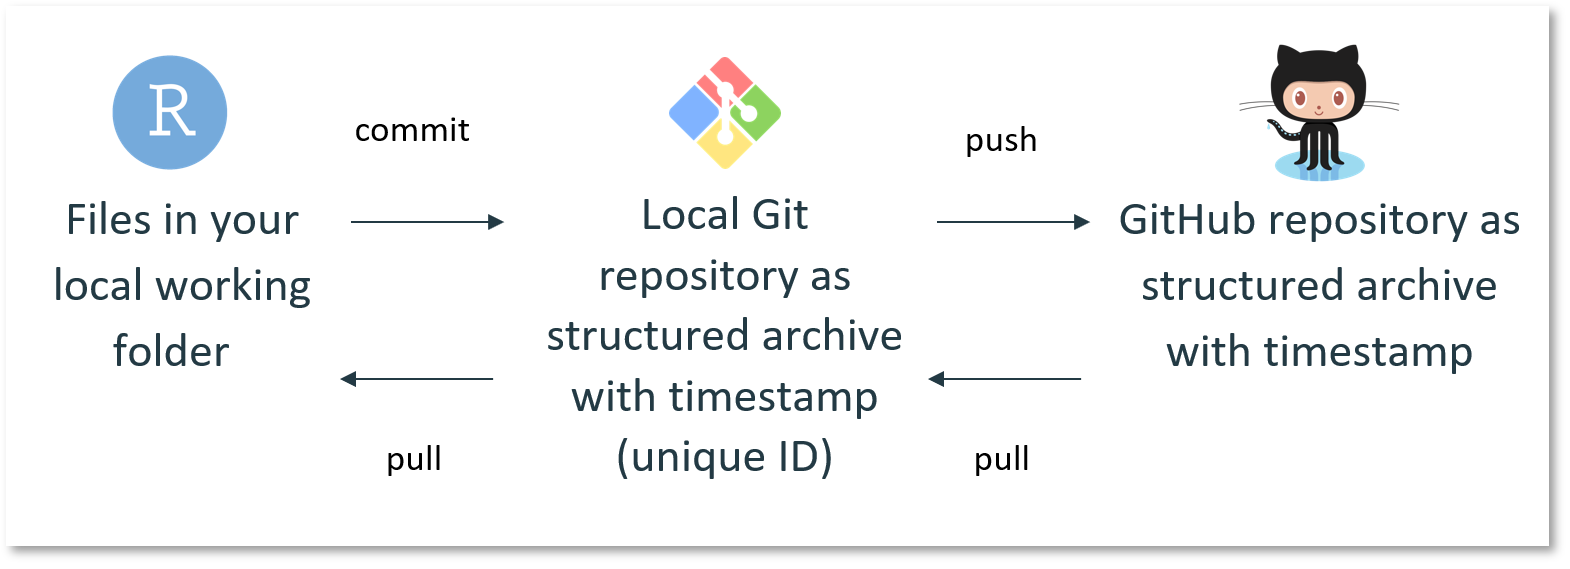 R
Files in your
local working
folder
commit
pull
Local Git
repository as
structured archive
with timestamp
(unique ID)
push
pull
GitHub repository as
structured archive
with timestamp